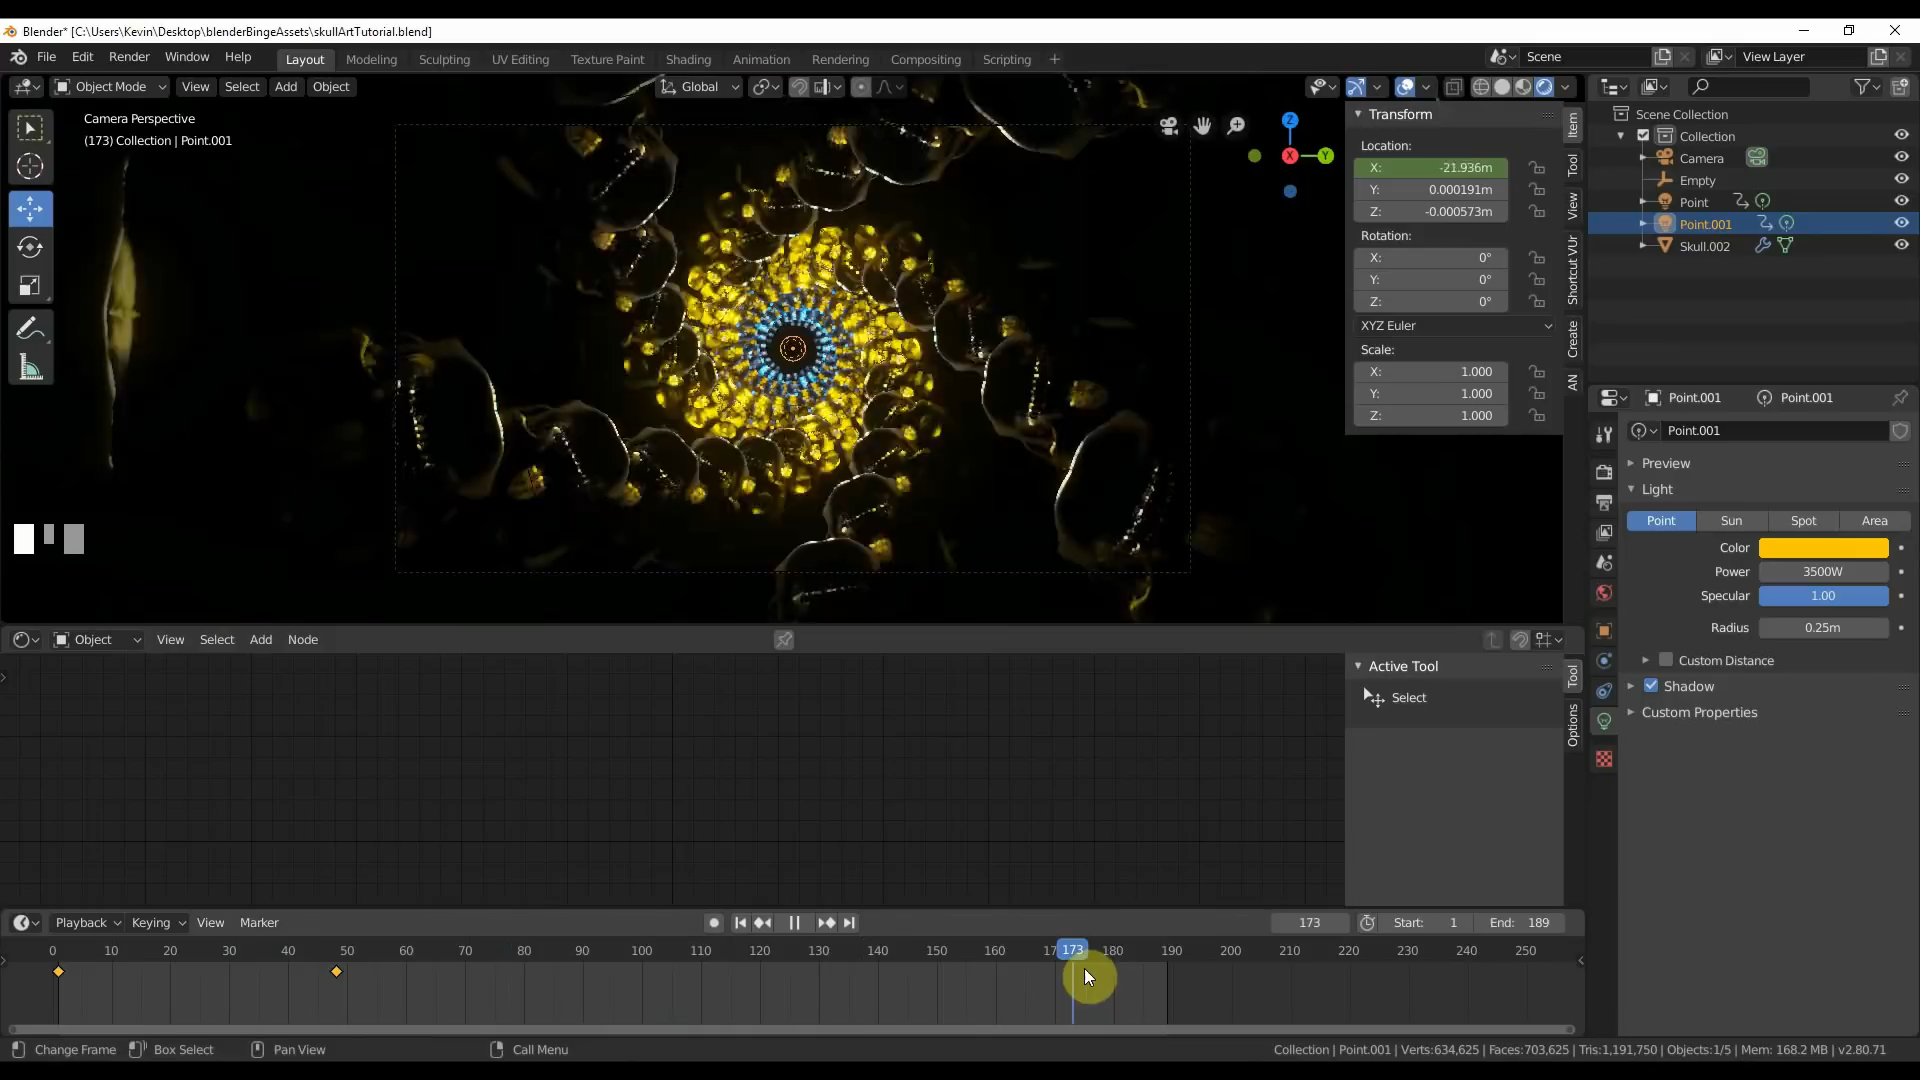 Blender* [C:\Users\Kevin\Desktop\blenderBingeAssets\skullArtTutorial.blend]
File Edit Render Window Help Layout Modeling Sculpting UV Editing Texture Paint Shading Animation Rendering Compositing Scripting + Scene View Layer
Object Mode View Select Add Object Global
Camera Perspective
(173) Collection | Point.001
Z
X
Y
Transform
Location:
X: -21.936m
Y: 0.000191m
Z: -0.000573m
Rotation:
X: 0°
Y: 0°
Z: 0°
XYZ Euler
Scale:
X: 1.000
Y: 1.000
Z: 1.000
Item
Tool
View
Shortcut VUr
Create
AN
Scene Collection
Collection
Camera
Empty
Point
Point.001
Skull.002
Point.001 Point.001
Point.001
Preview
Light
Point Sun Spot Area
Color
Power 3500W
Specular 1.00
Radius 0.25m
Custom Distance
Shadow
Custom Properties
Object View Select Add Node
Active Tool
Select
Tool
Options
Playback Keying View Marker 173 Start: 1 End: 189
0 10 20 30 40 50 60 70 80 90 100 110 120 130 140 150 160 17 173 180 190 200 210 220 230 240 250
Change Frame Box Select Pan View Call Menu Collection | Point.001 | Verts:634,625 | Faces:703,625 | Tris:1,191,750 | Objects:1/5 | Mem: 168.2 MB | v2.80.71